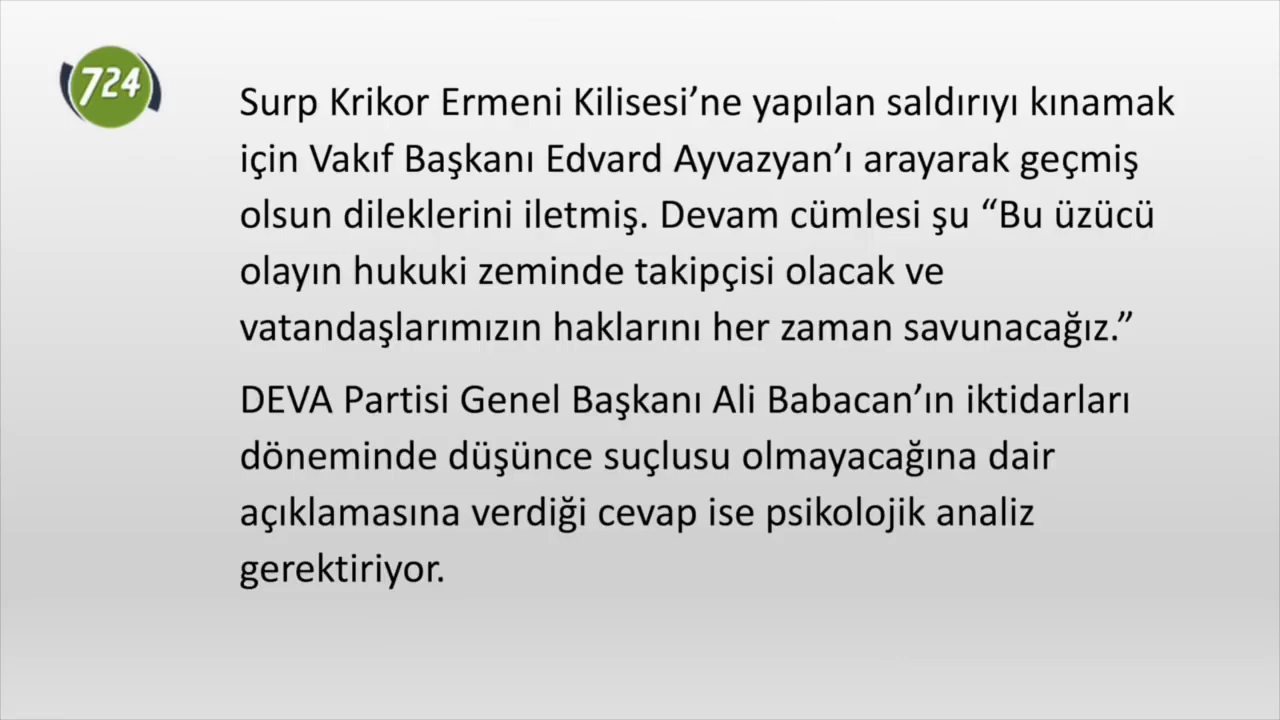 724
Surp Krikor Ermeni Kilisesi’ne yapılan saldırıyı kınamak
için Vakıf Başkanı Edvard Ayvazyan’ı arayarak geçmiş
olsun dileklerini iletmiş. Devam cümlesi şu “Bu üzücü
olayın hukuki zeminde takipçisi olacak ve
vatandaşlarımızın haklarını her zaman savunacağız.”
DEVA Partisi Genel Başkanı Ali Babacan’ın iktidarları
döneminde düşünce suçlusu olmayacağına dair
açıklamasına verdiği cevap ise psikolojik analiz
gerektiriyor.